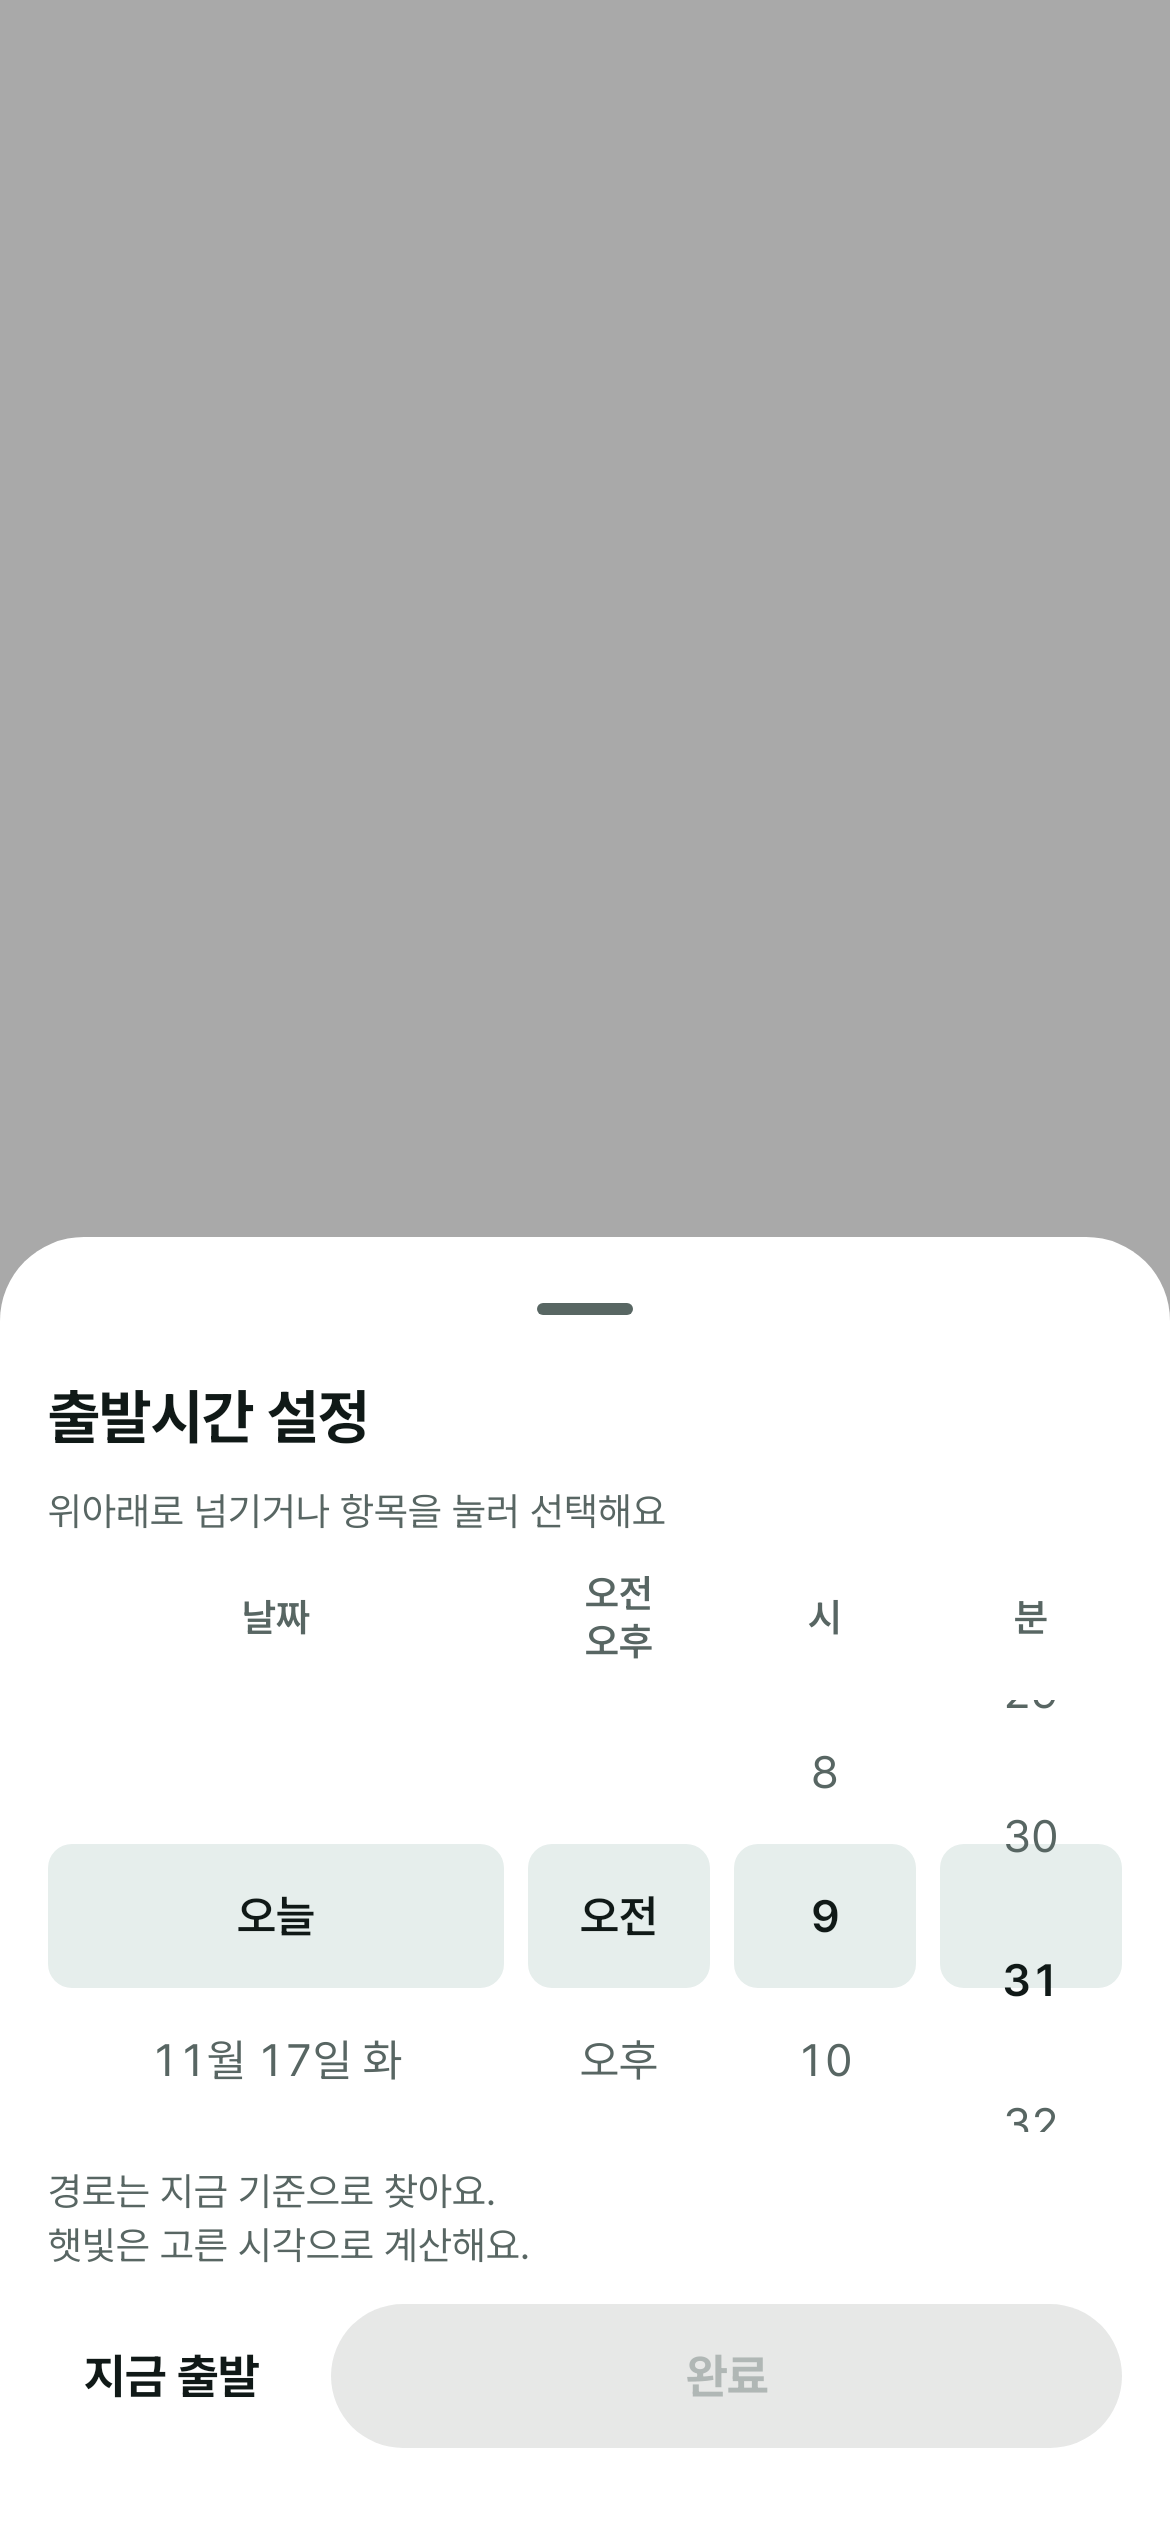 출발시간 설정
위아래로 넘기거나 항목을 눌러 선택해요
날짜 오전 오후 시 분
8
30
오늘 오전 9
31
11월 17일 화 오후 10
32
경로는 지금 기준으로 찾아요.
햇빛은 고른 시각으로 계산해요.
지금 출발 완료